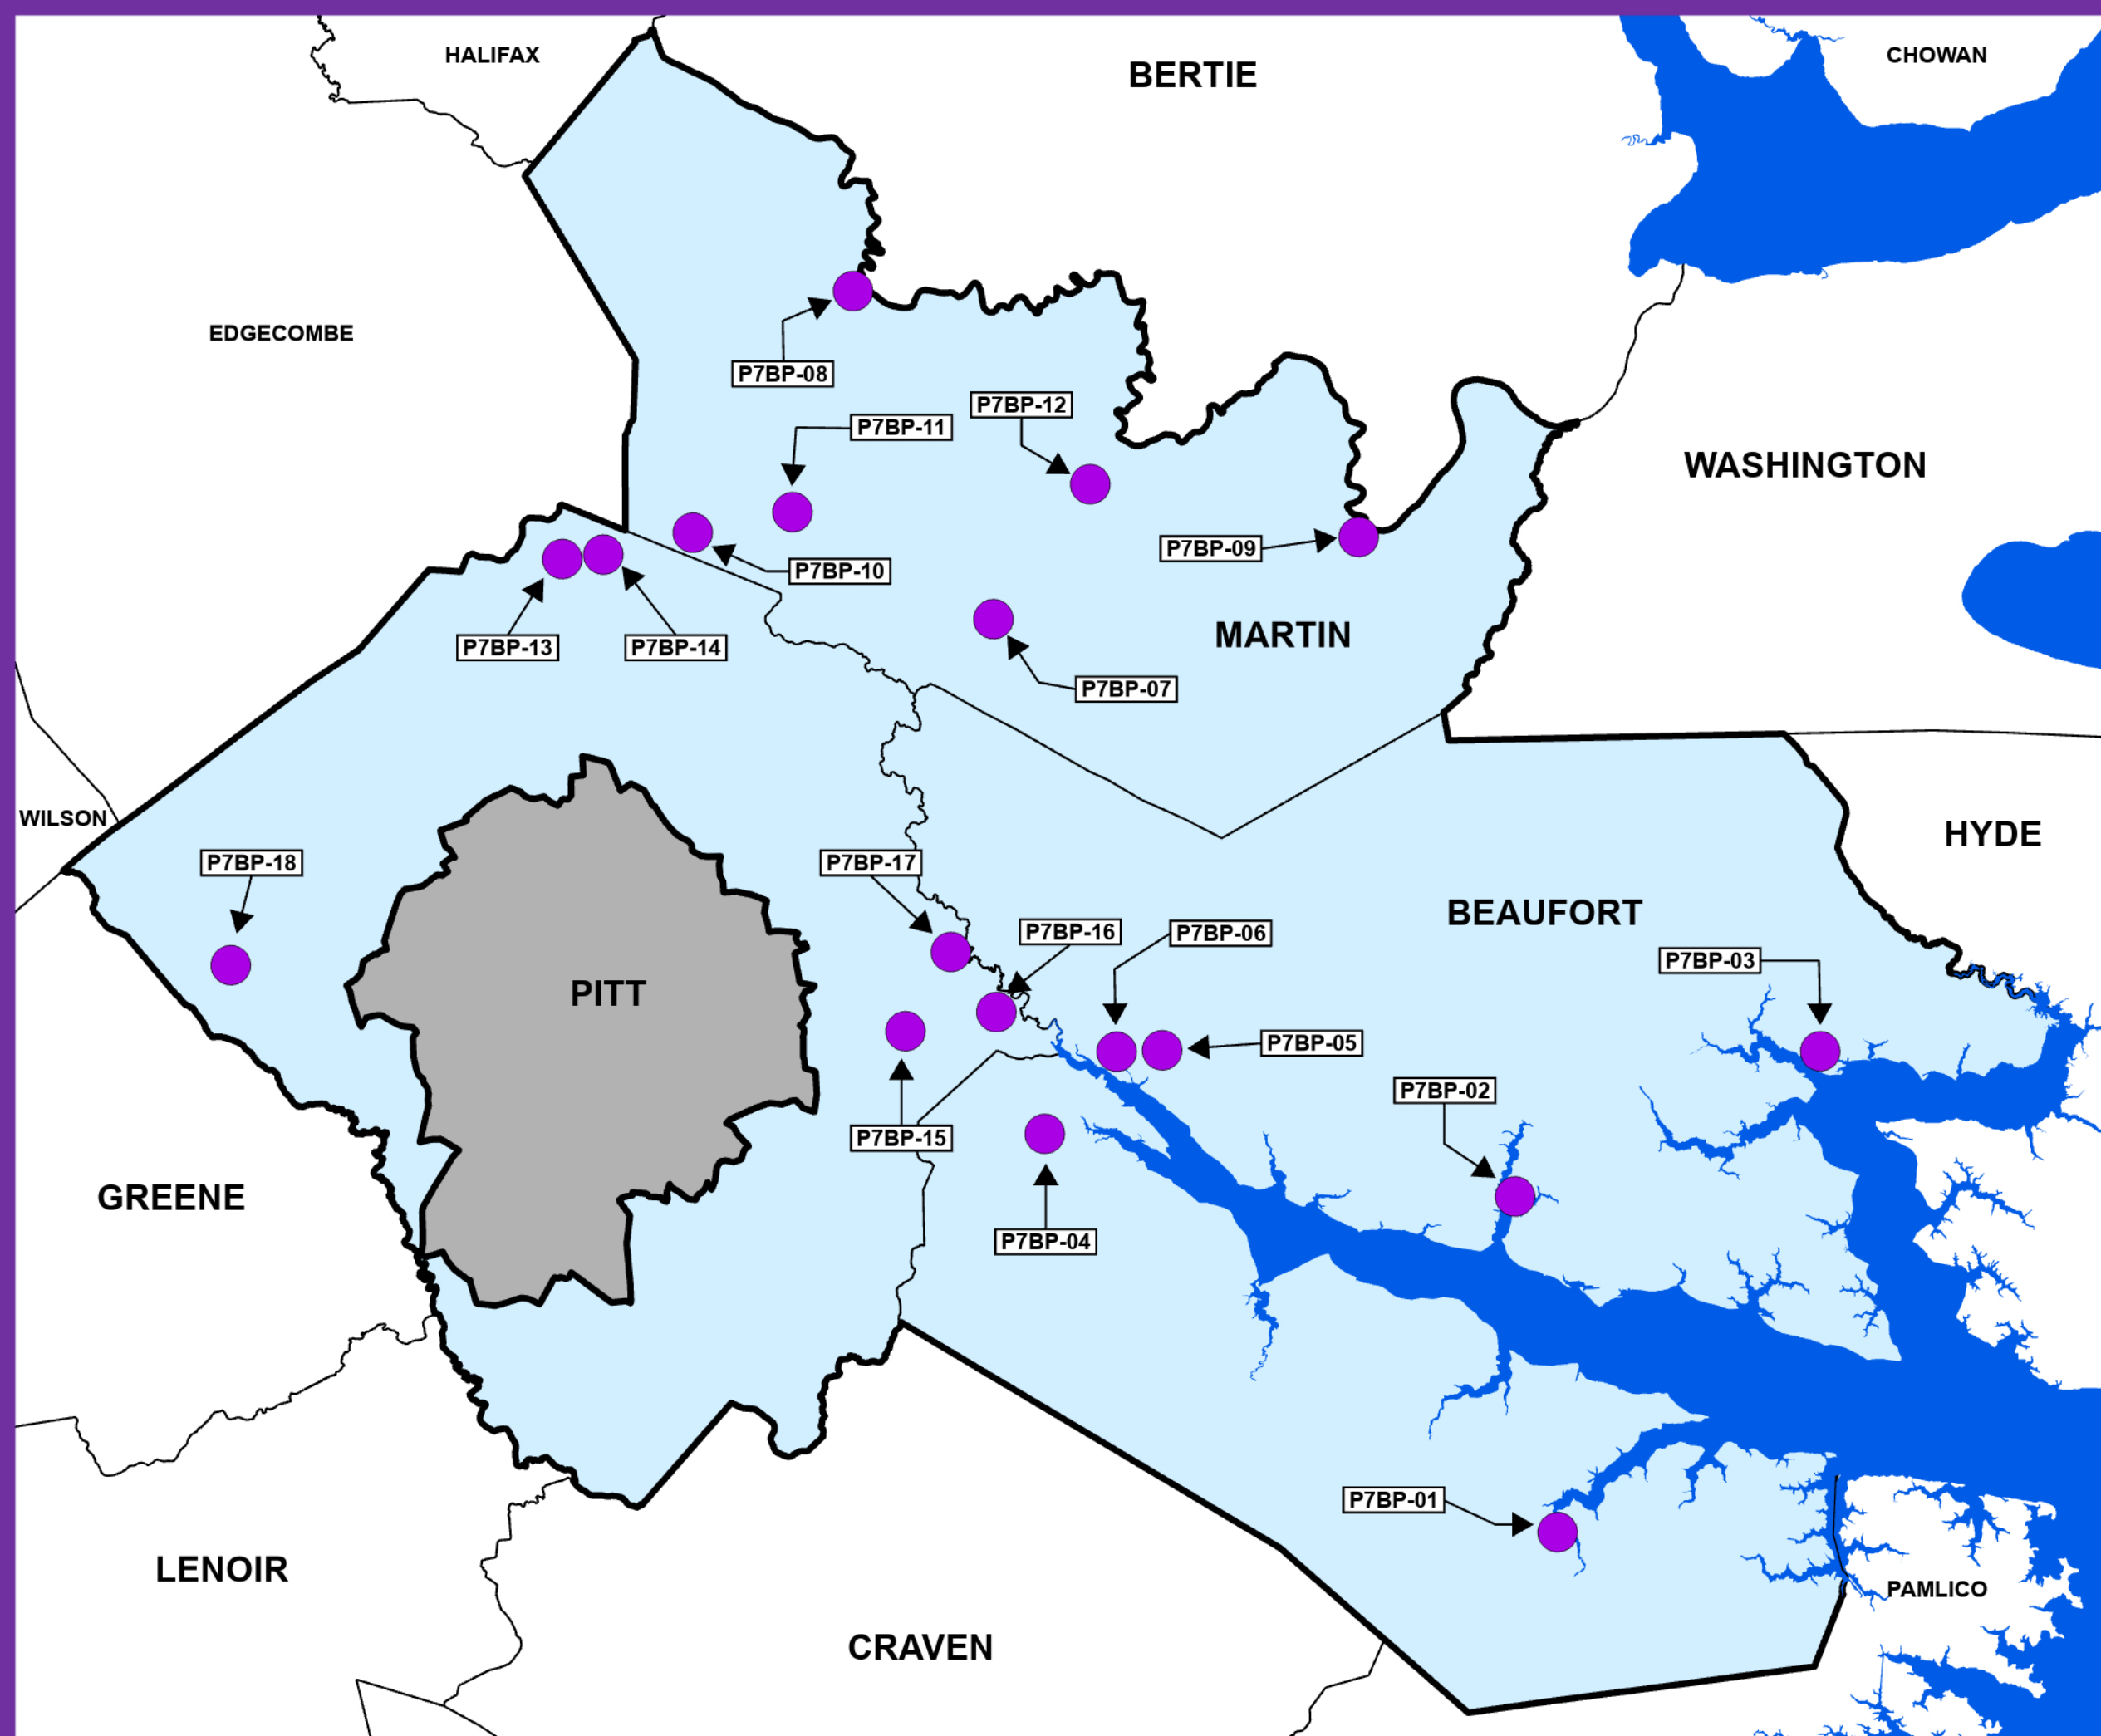 HALIFAX
CHOWAN
BERTIE
EDGECOMBE
P7BP-08
P7BP-12
P7BP-11
WASHINGTON
P7BP-09
P7BP-10
MARTIN
P7BP-13
P7BP-14
P7BP-07
WILSON
HYDE
P7BP-18
P7BP-17
BEAUFORT
P7BP-16
P7BP-06
P7BP-03
PITT
P7BP-05
P7BP-02
P7BP-15
GREENE
P7BP-04
P7BP-01
LENOIR
PAMLICO
CRAVEN